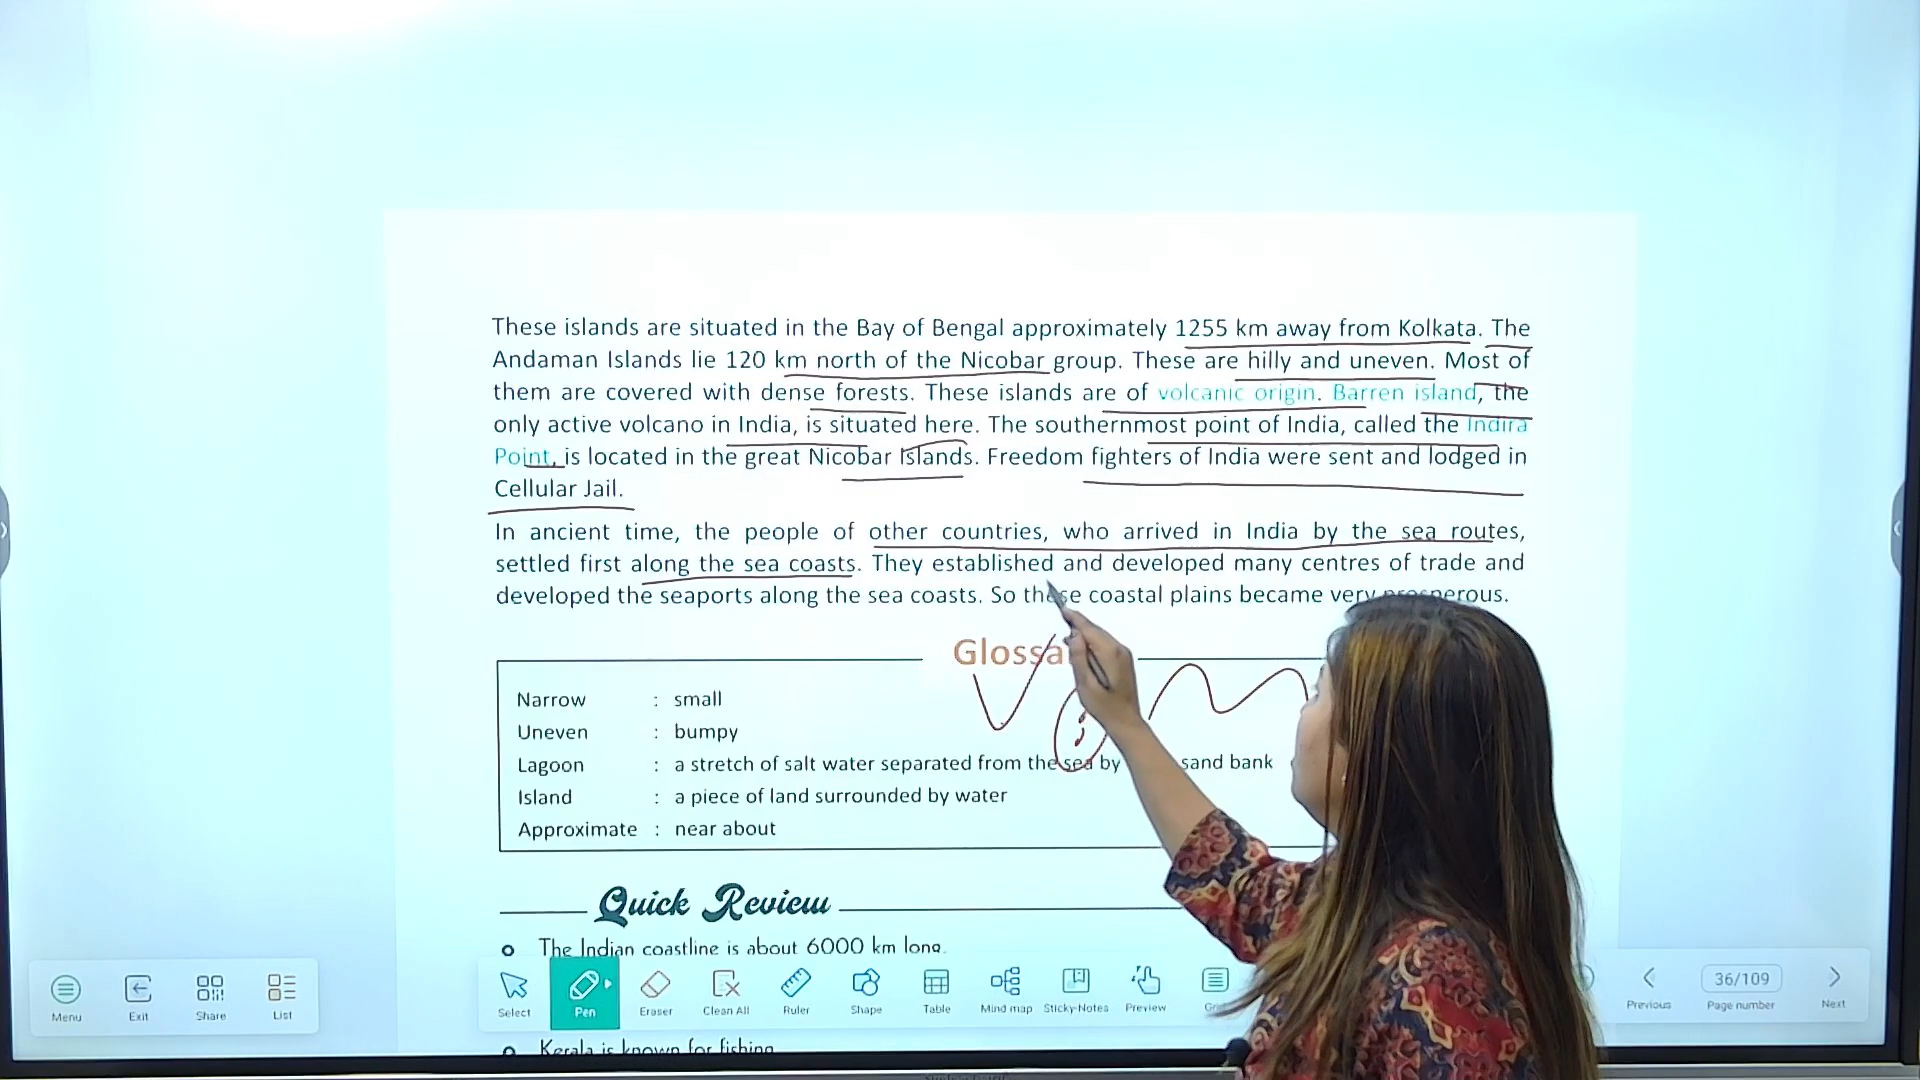 These islands are situated in the Bay of Bengal approximately 1255 km away from Kolkata. The
Andaman Islands lie 120 km north of the Nicobar group. These are hilly and uneven. Most of
them are covered with dense forests. These islands are of volcanic origin. Barren island, the
only active volcano in India, is situated here. The southernmost point of India, called the Indira
Point, is located in the great Nicobar Islands. Freedom fighters of India were sent and lodged in
Cellular Jail.
In ancient time, the people of other countries, who arrived in India by the sea routes,
settled first along the sea coasts. They established and developed many centres of trade and
developed the seaports along the sea coasts. So these coastal plains became very prosperous.
Narrow : small
Uneven : bumpy
Lagoon : a stretch of salt water separated from the sea by sand bank
Island : a piece of land surrounded by water
Approximate : near about
Quick Review
The Indian coastline is about 6000 km long.
Kerala is known for fishing
Menu Exit Share List
Select Pen Eraser Clean All Ruler Shape Table Mind map Sticky-Notes Preview
Previous 36/109 Page number Next